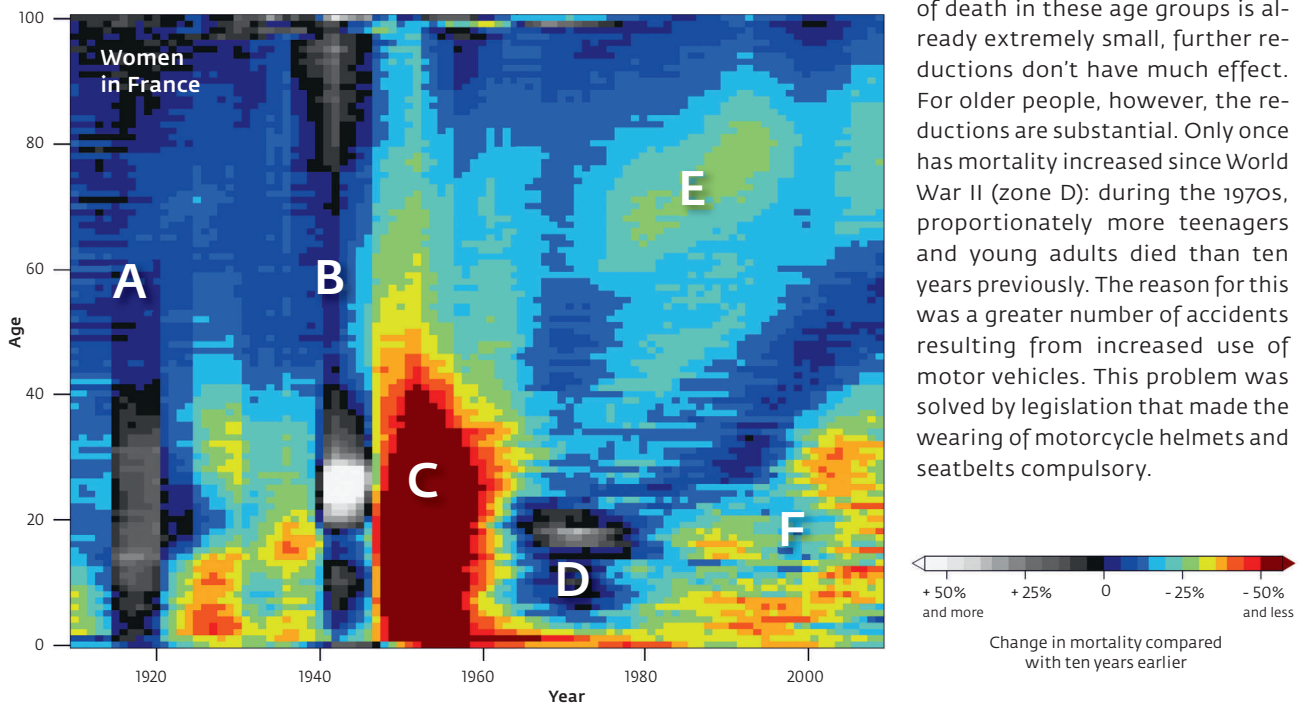 100
80
60
40
20
0
Age
Women
in France
A
B
C
D
E
F
1920
1940
1960
1980
2000
Year
of death in these age groups is al-
ready extremely small, further re-
ductions don't have much effect.
For older people, however, the re-
ductions are substantial. Only once
has mortality increased since World
War II (zone D): during the 1970s,
proportionately more teenagers
and young adults died than ten
years previously. The reason for this
was a greater number of accidents
resulting from increased use of
motor vehicles. This problem was
solved by legislation that made the
wearing of motorcycle helmets and
seatbelts compulsory.
+ 50%
and more
+ 25%
0
- 25%
- 50%
and less
Change in mortality compared
with ten years earlier